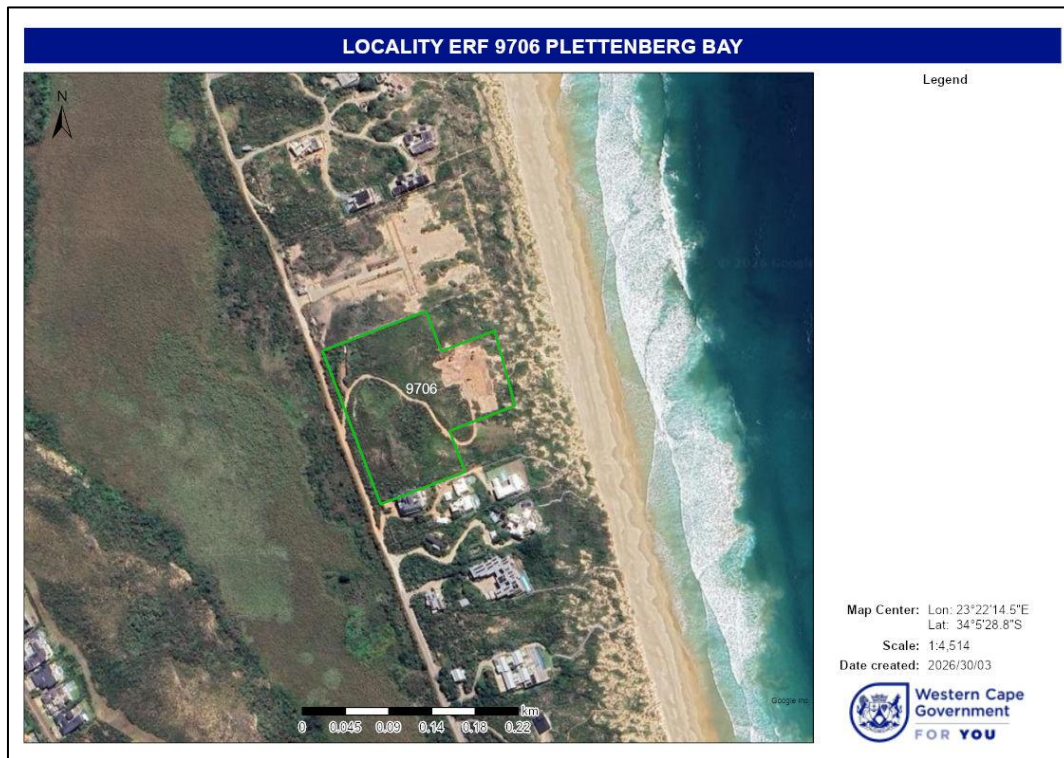 LOCALITY ERF 9706 PLETTENBERG BAY
Legend
N
9706
Map Center: Lon: 23°22'14.5"E
Lat: 34°5'28.8"S
Scale: 1:4,514
Date created: 2026/30/03
Western Cape
Government
FOR YOU
Google Inc
km
0 0.045 0.09 0.14 0.18 0.22